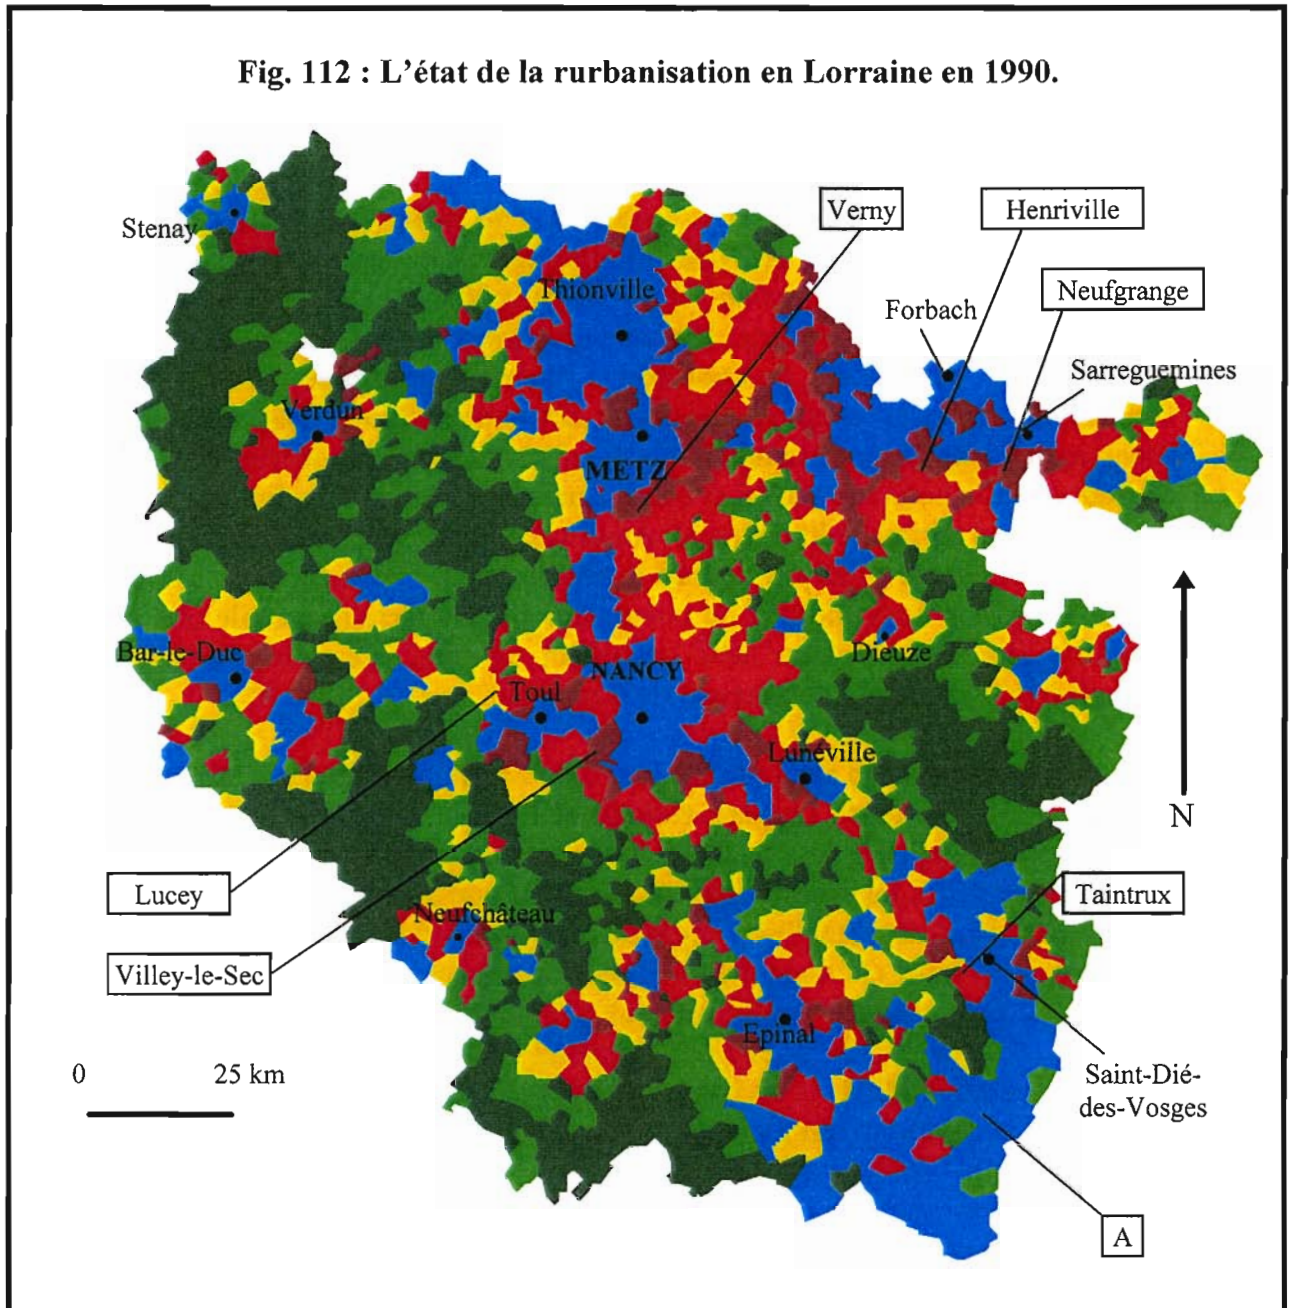 Fig. 112 : L'état de la rurbanisation en Lorraine en 1990.
Verny
Henriville
Stenay
Thionville
Neufgrange
Forbach
Sarreguemines
Verdun
METZ
Bar-le-Duc
NANCY
Dieuze
Toul
Lunéville
N
Lucey
Taintrux
Neufchâteau
Villey-le-Sec
Epinal
0 25 km
Saint-Dié-
des-Vosges
A